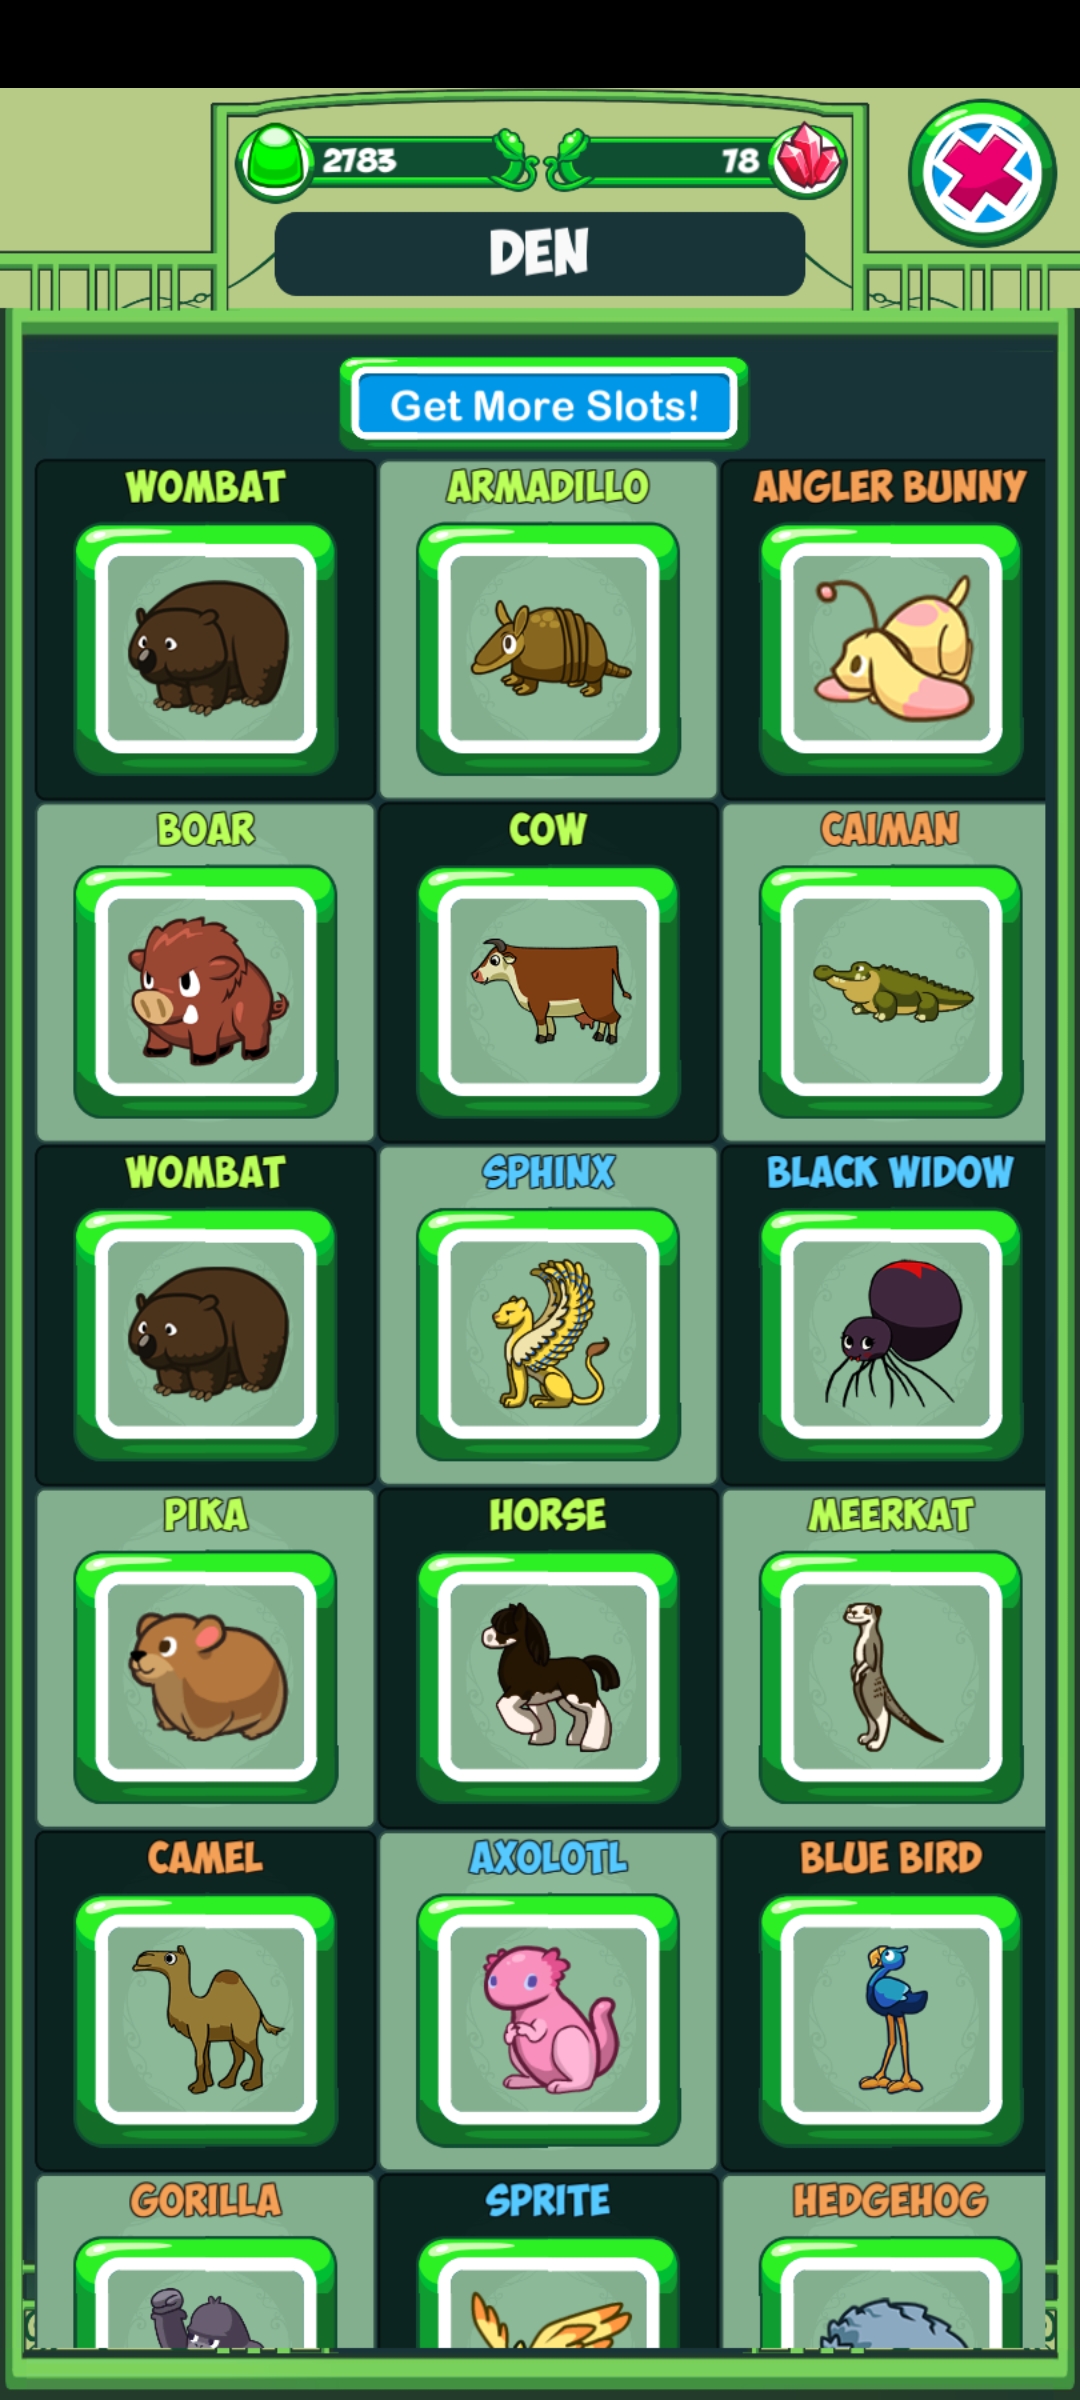 2783
78
DEN
Get More Slots!
WOMBAT
ARMADILLO
ANGLER BUNNY
BOAR
COW
CAIMAN
WOMBAT
SPHINX
BLACK WIDOW
PIKA
HORSE
MEERKAT
CAMEL
AXOLOTL
BLUE BIRD
GORILLA
SPRITE
HEDGEHOG